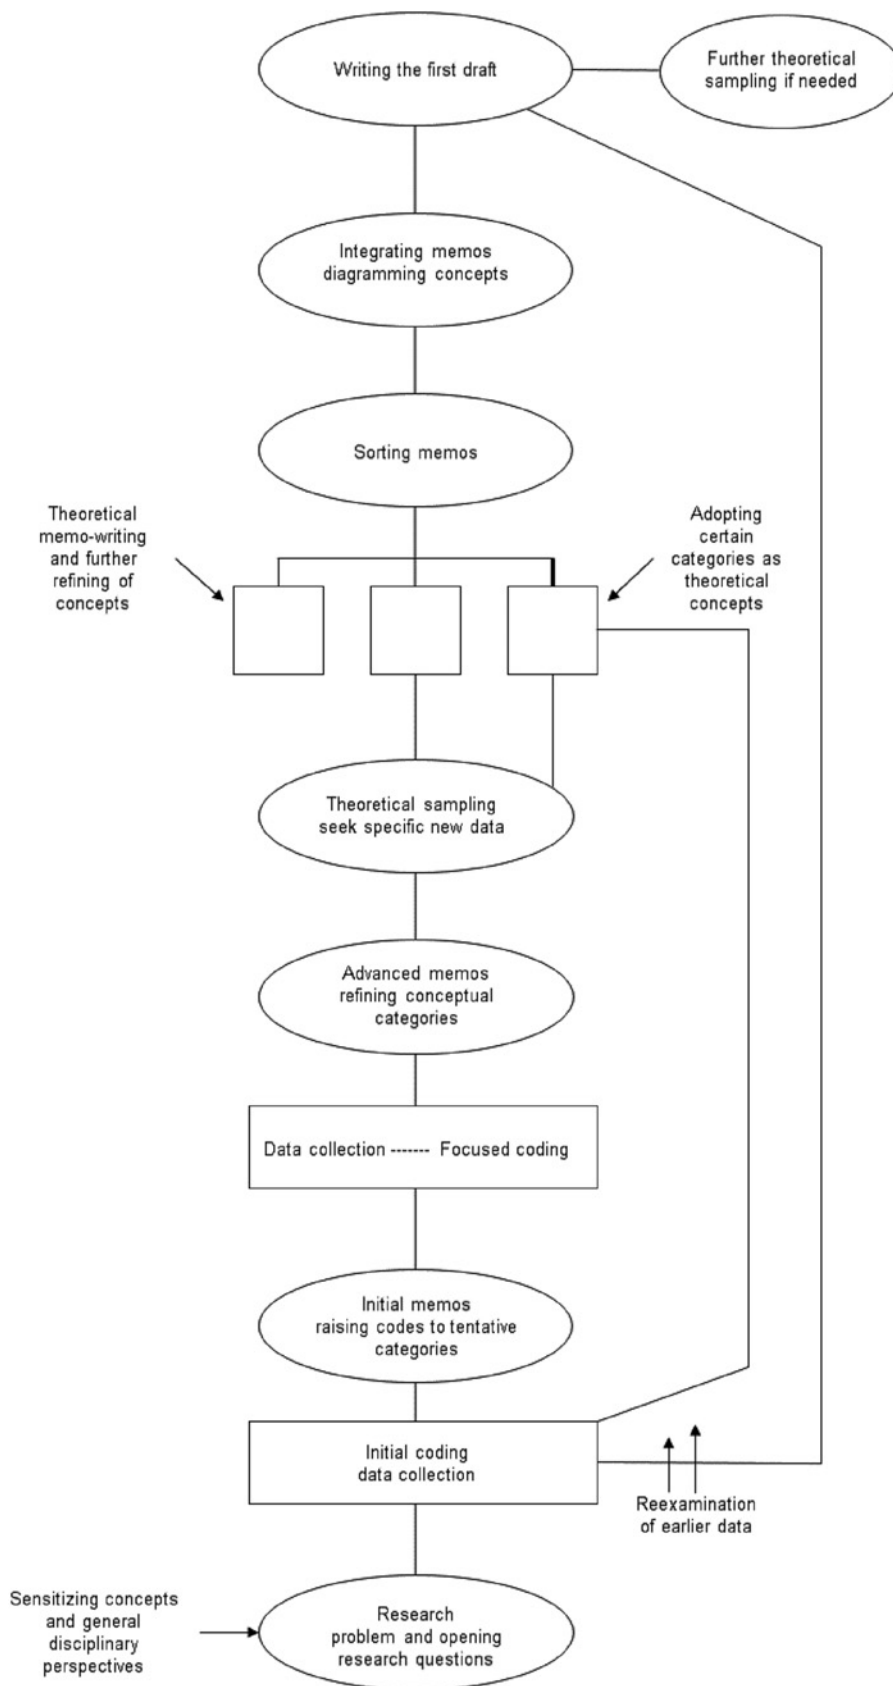 Writing the first draft
Further theoretical
sampling if needed
Integrating memos
diagramming concepts
Sorting memos
Theoretical
memo-writing
and further
refining of
concepts
Adopting
certain
categories as
theoretical
concepts
Theoretical sampling
seek specific new data
Advanced memos
refining conceptual
categories
Data collection ------- Focused coding
Initial memos
raising codes to tentative
categories
Initial coding
data collection
Reexamination
of earlier data
Sensitizing concepts
and general
disciplinary
perspectives
Research
problem and opening
research questions